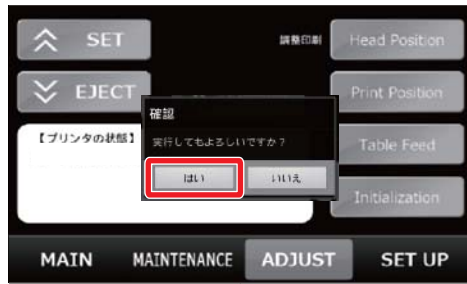 SET
調整印刷
Head Position
EJECT
Print Position
確認
【プリンタの状態】
実行してもよろしいですか？
Table Feed
はい
いいえ
Initialization
MAIN
MAINTENANCE
ADJUST
SET UP